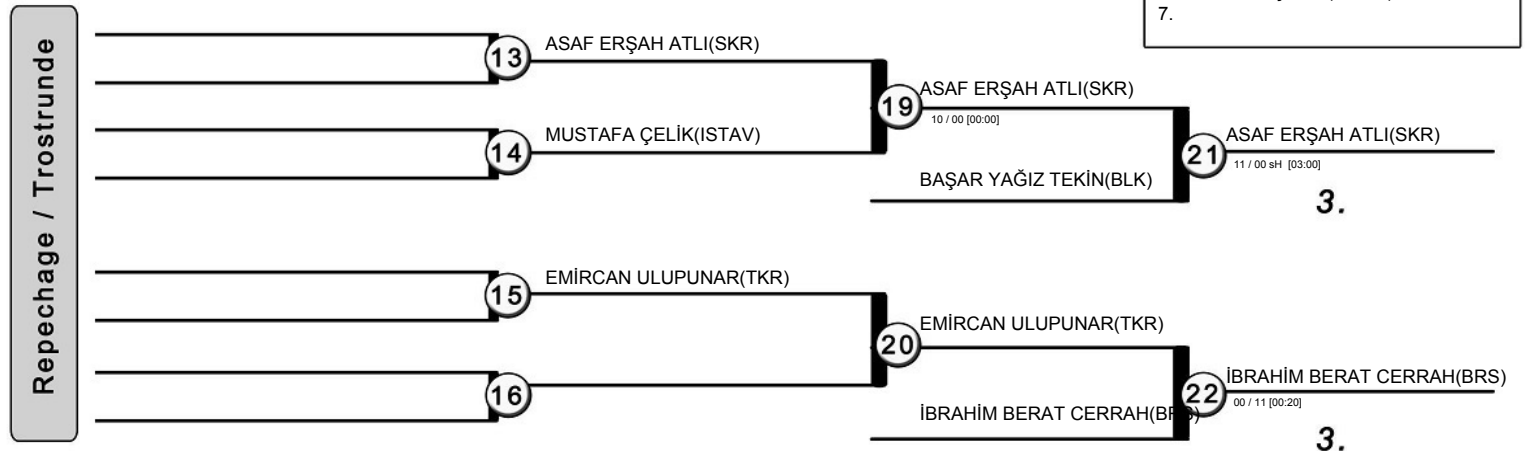 7.
Repechage / Trostrunde
13
ASAF ERŞAH ATLI(SKR)
14
MUSTAFA ÇELİK(ISTAV)
19
ASAF ERŞAH ATLI(SKR)
10 / 00 [00:00]
BAŞAR YAĞIZ TEKİN(BLK)
21
ASAF ERŞAH ATLI(SKR)
11 / 00 sH [03:00]
3.
15
EMİRCAN ULUPUNAR(TKR)
16
20
EMİRCAN ULUPUNAR(TKR)
İBRAHİM BERAT CERRAH(BRS)
22
İBRAHİM BERAT CERRAH(BRS)
00 / 11 [00:20]
3.